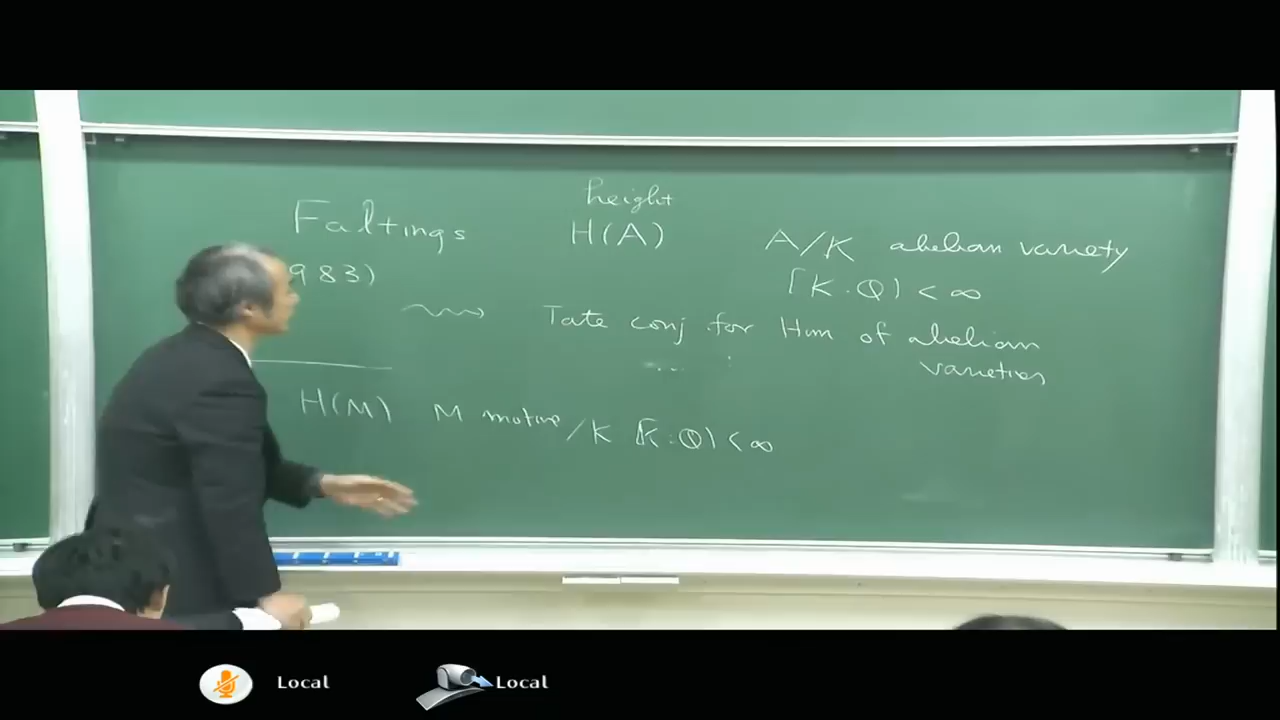 height
Faltings H(A) A/K abelian variety
983) [K:Q] < ∞
⇝ Tate conj for Hom of abelian
varieties
...
H(M) M motive /K [K:Q] < ∞
Local Local